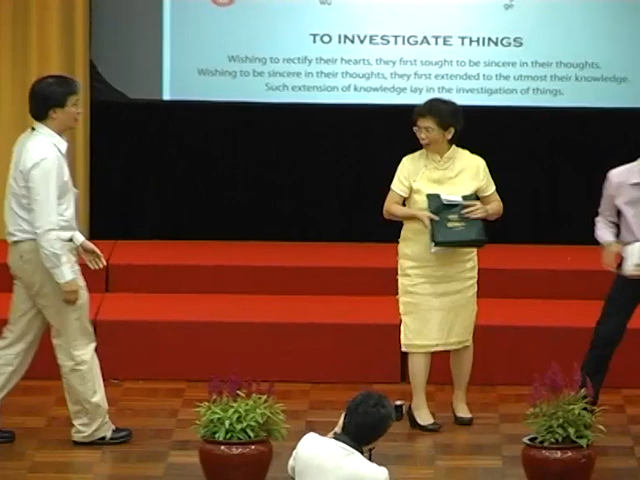 wu
ge
TO INVESTIGATE THINGS
Wishing to rectify their hearts, they first sought to be sincere in their thoughts.
Wishing to be sincere in their thoughts, they first extended to the utmost their knowledge.
Such extension of knowledge lay in the investigation of things.